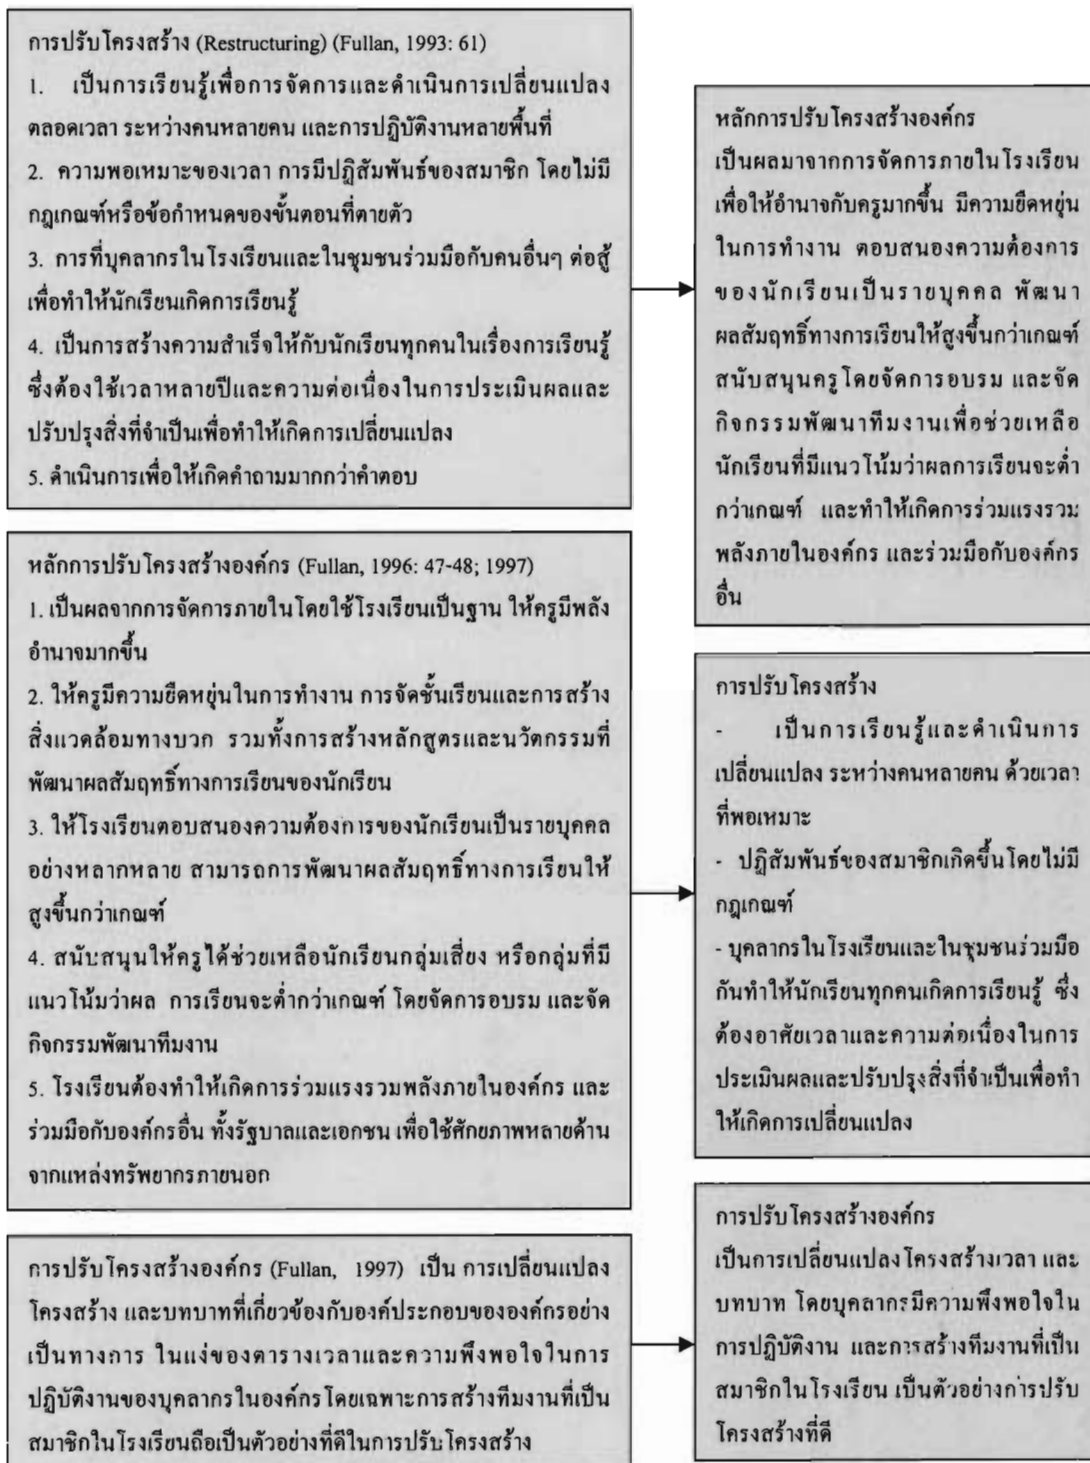 การปรับโครงสร้าง (Restructuring) (Fullan, 1993: 61)
1. เป็นการเรียนรู้เพื่อการจัดการและดำเนินการเปลี่ยนแปลง
ตลอดเวลา ระหว่างคนหลายคน และการปฏิบัติงานหลายพื้นที่
2. ความพอเหมาะของเวลา การมีปฏิสัมพันธ์ของสมาชิก โดยไม่มี
กฎเกณฑ์หรือข้อกำหนดของขั้นตอนที่ตายตัว
3. การที่บุคลากรในโรงเรียนและในชุมชนร่วมมือกับคนอื่นๆ ต่อสู้
เพื่อทำให้นักเรียนเกิดการเรียนรู้
4. เป็นการสร้างความสำเร็จให้กับนักเรียนทุกคนในเรื่องการเรียนรู้
ซึ่งต้องใช้เวลาหลายปีและความต่อเนื่องในการประเมินผลและ
ปรับปรุงสิ่งที่จำเป็นเพื่อทำให้เกิดการเปลี่ยนแปลง
5. ดำเนินการเพื่อให้เกิดคำถามมากกว่าคำตอบ
หลักการปรับโครงสร้างองค์กร
เป็นผลมาจากการจัดการภายในโรงเรียน
เพื่อให้อำนาจกับครูมากขึ้น มีความยืดหยุ่น
ในการทำงาน ตอบสนองความต้องการ
ของนักเรียนเป็นรายบุคคล พัฒนา
ผลสัมฤทธิ์ทางการเรียนให้สูงขึ้นกว่าเกณฑ์
สนับสนุนครูโดยจัดการอบรม และจัด
กิจกรรมพัฒนาทีมงานเพื่อช่วยเหลือ
นักเรียนที่มีแนวโน้มว่าผลการเรียนจะต่ำ
กว่าเกณฑ์ และทำให้เกิดการร่วมแรงรวม
พลังภายในองค์กร และร่วมมือกับองค์กร
อื่น
หลักการปรับโครงสร้างองค์กร (Fullan, 1996: 47-48; 1997)
1. เป็นผลจากการจัดการภายในโดยใช้โรงเรียนเป็นฐาน ให้ครูมีพลัง
อำนาจมากขึ้น
2. ให้ครูมีความยืดหยุ่นในการทำงาน การจัดชั้นเรียนและการสร้าง
สิ่งแวดล้อมทางบวก รวมทั้งการสร้างหลักสูตรและนวัตกรรมที่
พัฒนาผลสัมฤทธิ์ทางการเรียนของนักเรียน
3. ให้โรงเรียนตอบสนองความต้องการของนักเรียนเป็นรายบุคคล
อย่างหลากหลาย สามารถการพัฒนาผลสัมฤทธิ์ทางการเรียนให้
สูงขึ้นกว่าเกณฑ์
4. สนับสนุนให้ครูได้ช่วยเหลือนักเรียนกลุ่มเสี่ยง หรือกลุ่มที่มี
แนวโน้มว่าผล การเรียนจะต่ำกว่าเกณฑ์ โดยจัดการอบรม และจัด
กิจกรรมพัฒนาทีมงาน
5. โรงเรียนต้องทำให้เกิดการร่วมแรงรวมพลังภายในองค์กร และ
ร่วมมือกับองค์กรอื่น ทั้งรัฐบาลและเอกชน เพื่อใช้ศักยภาพหลายด้าน
จากแหล่งทรัพยากรภายนอก
การปรับโครงสร้าง
- เป็นการเรียนรู้และดำเนินการ
เปลี่ยนแปลง ระหว่างคนหลายคน ด้วยเวลา
ที่พอเหมาะ
- ปฏิสัมพันธ์ของสมาชิกเกิดขึ้นโดยไม่มี
กฎเกณฑ์
- บุคลากรในโรงเรียนและในชุมชนร่วมมือ
กันทำให้นักเรียนทุกคนเกิดการเรียนรู้ ซึ่ง
ต้องอาศัยเวลาและความต่อเนื่องในการ
ประเมินผลและปรับปรุงสิ่งที่จำเป็นเพื่อทำ
ให้เกิดการเปลี่ยนแปลง
การปรับโครงสร้างองค์กร (Fullan, 1997) เป็น การเปลี่ยนแปลง
โครงสร้าง และบทบาทที่เกี่ยวข้องกับองค์ประกอบขององค์กรอย่าง
เป็นทางการ ในแง่ของตารางเวลาและความพึงพอใจในการ
ปฏิบัติงานของบุคลากรในองค์กรโดยเฉพาะการสร้างทีมงานที่เป็น
สมาชิกในโรงเรียนถือเป็นตัวอย่างที่ดีในการปรับโครงสร้าง
การปรับโครงสร้างองค์กร
เป็นการเปลี่ยนแปลงโครงสร้างเวลา และ
บทบาท โดยบุคลากรมีความพึงพอใจใน
การปฏิบัติงาน และการสร้างทีมงานที่เป็น
สมาชิกในโรงเรียน เป็นตัวอย่างการปรับ
โครงสร้างที่ดี